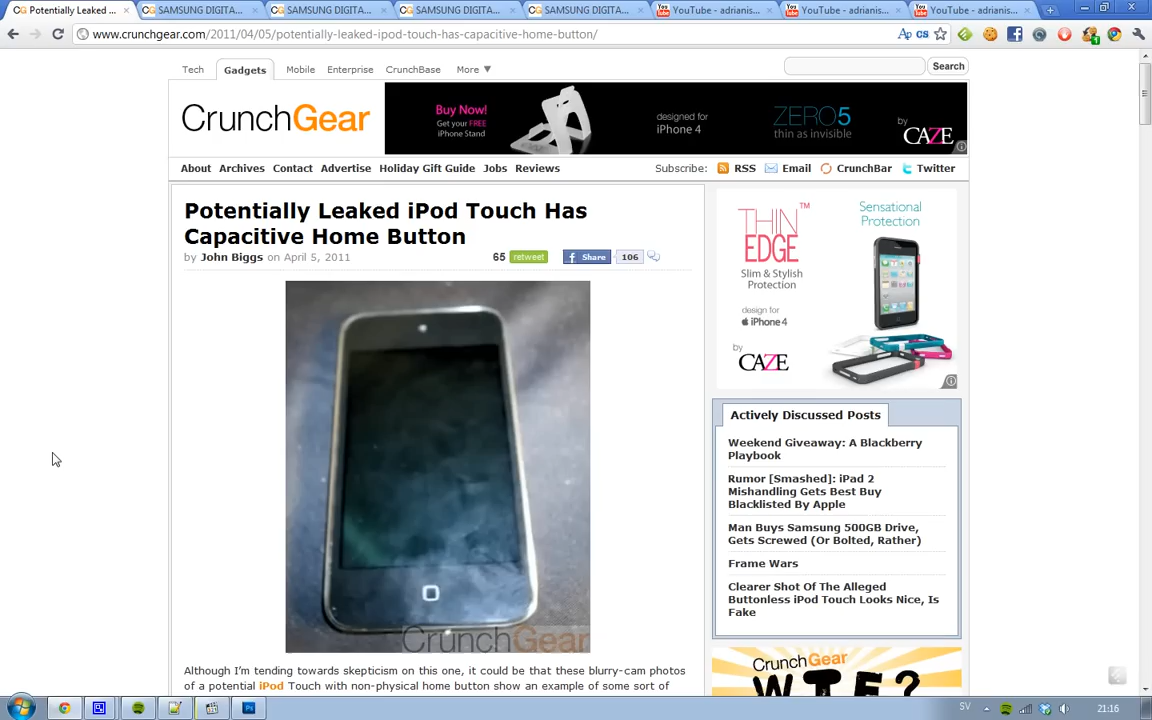 Potentially Leaked ...
SAMSUNG DIGITA...
SAMSUNG DIGITA...
SAMSUNG DIGITA...
SAMSUNG DIGITA...
YouTube - adrianis...
YouTube - adrianis...
YouTube - adrianis...
www.crunchgear.com/2011/04/05/potentially-leaked-ipod-touch-has-capacitive-home-button/
Tech Gadgets Mobile Enterprise CrunchBase More ▼ Search
CrunchGear
Buy Now!
Get your FREE
iPhone Stand
designed for
iPhone 4
ZERO5
thin as invisible
by
CAZE
About Archives Contact Advertise Holiday Gift Guide Jobs Reviews Subscribe: RSS Email CrunchBar Twitter
Potentially Leaked iPod Touch Has
Capacitive Home Button
by John Biggs on April 5, 2011 65 retweet Share 106
CrunchGear
Although I'm tending towards skepticism on this one, it could be that these blurry-cam photos
of a potential iPod Touch with non-physical home button show an example of some sort of
THIN
EDGE
TM
Slim & Stylish
Protection
design for
iPhone 4
by
CAZE
Sensational
Protection
Actively Discussed Posts
Weekend Giveaway: A Blackberry
Playbook
Rumor [Smashed]: iPad 2
Mishandling Gets Best Buy
Blacklisted By Apple
Man Buys Samsung 500GB Drive,
Gets Screwed (Or Bolted, Rather)
Frame Wars
Clearer Shot Of The Alleged
Buttonless iPod Touch Looks Nice, Is
Fake
CrunchGear
W.T.F?
SV 21:16